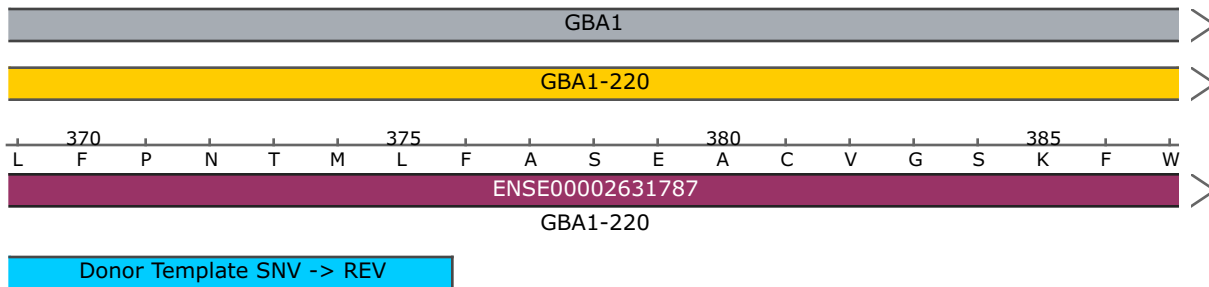 GBA1
GBA1-220
370 375 380 385
L F P N T M L F A S E A C V G S K F W
ENSE00002631787
GBA1-220
Donor Template SNV -> REV